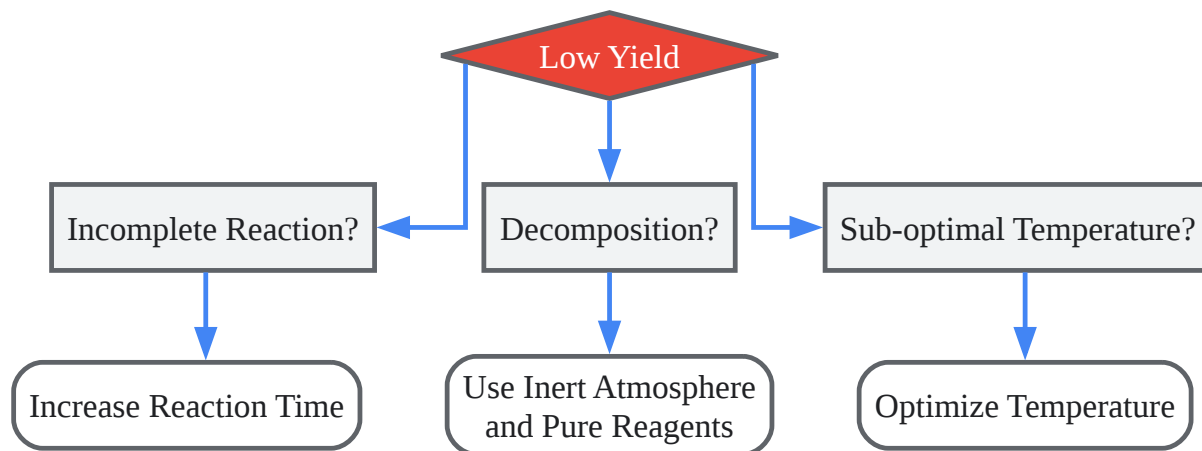 Low Yield
Incomplete Reaction?
Decomposition?
Sub-optimal Temperature?
Increase Reaction Time
Use Inert Atmosphere
and Pure Reagents
Optimize Temperature